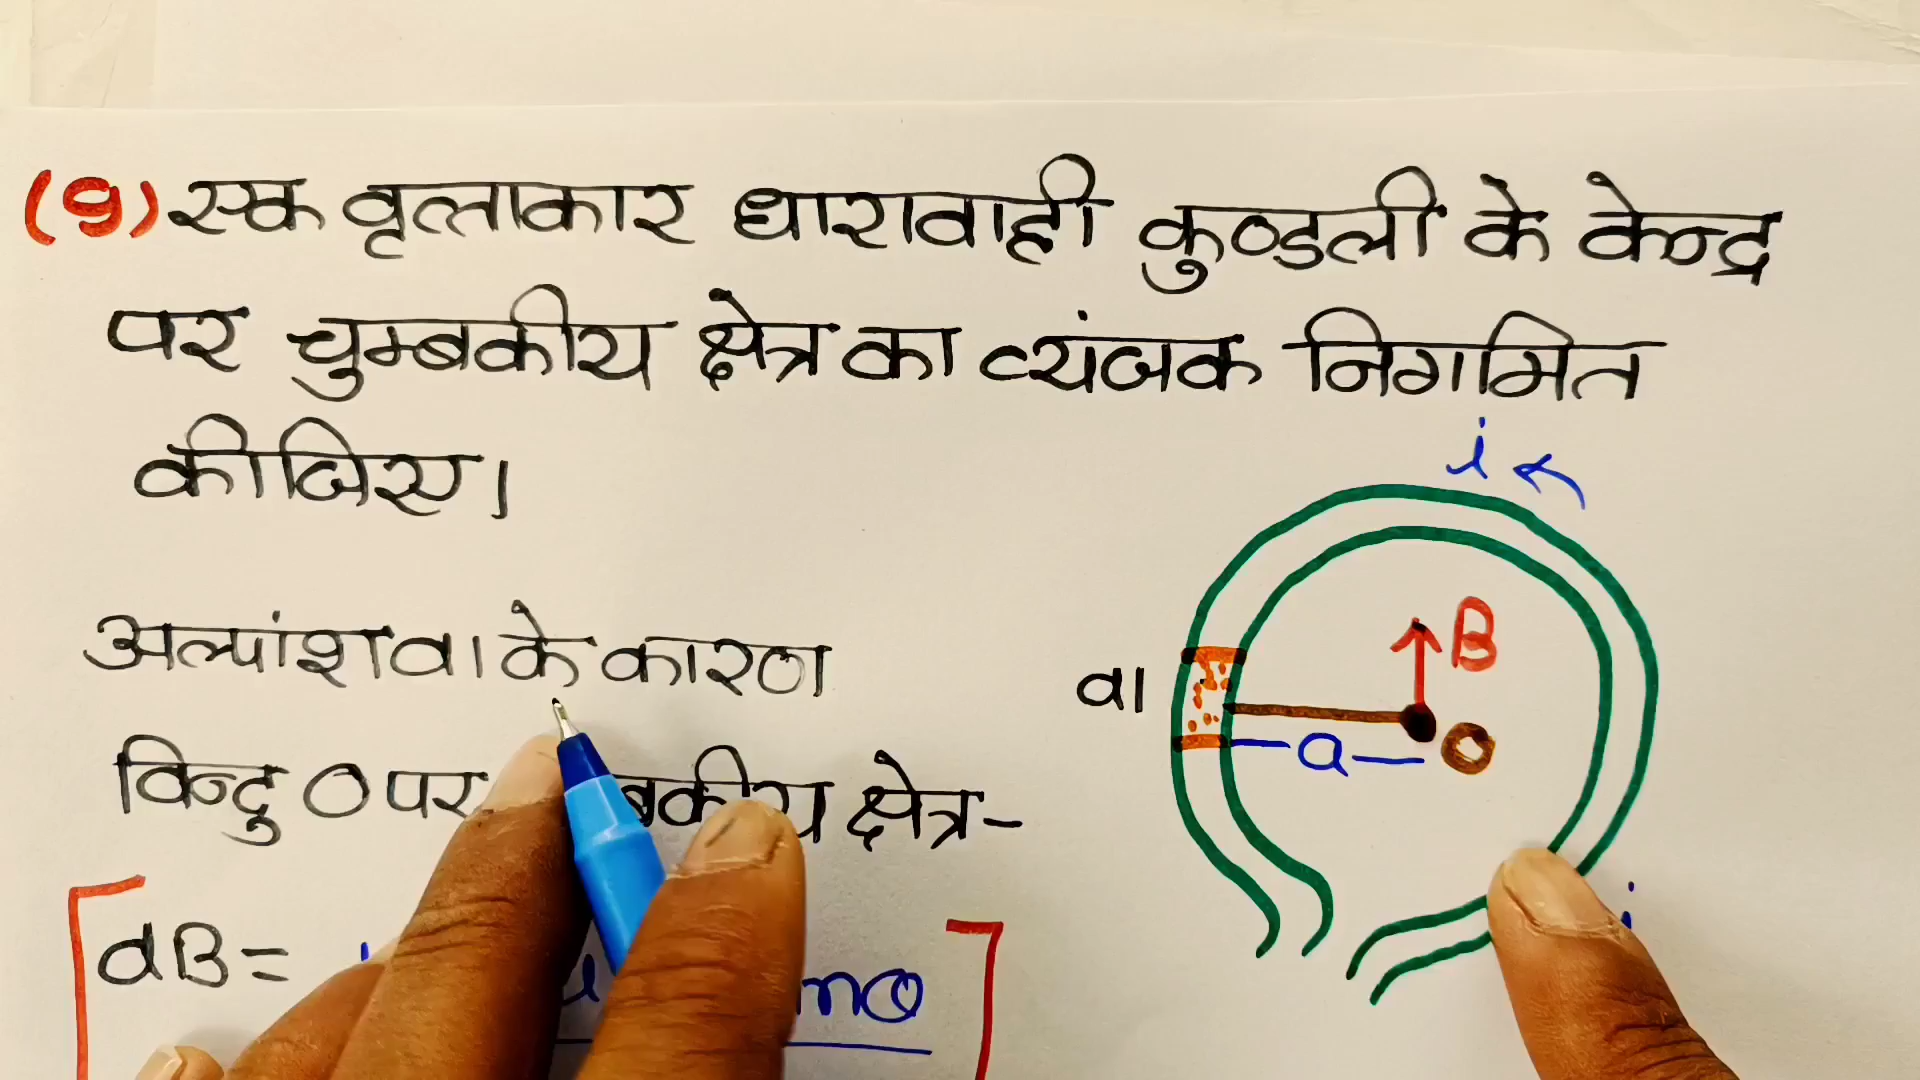 (9) एक वृत्ताकार धारावाही कुण्डली के केन्द्र
पर चुम्बकीय क्षेत्र का व्यंजक निगमित
कीजिए।
i
अल्पांश dl के कारण
B
dl
a
O
बिन्दु O पर क्षेत्र-
dB =
i